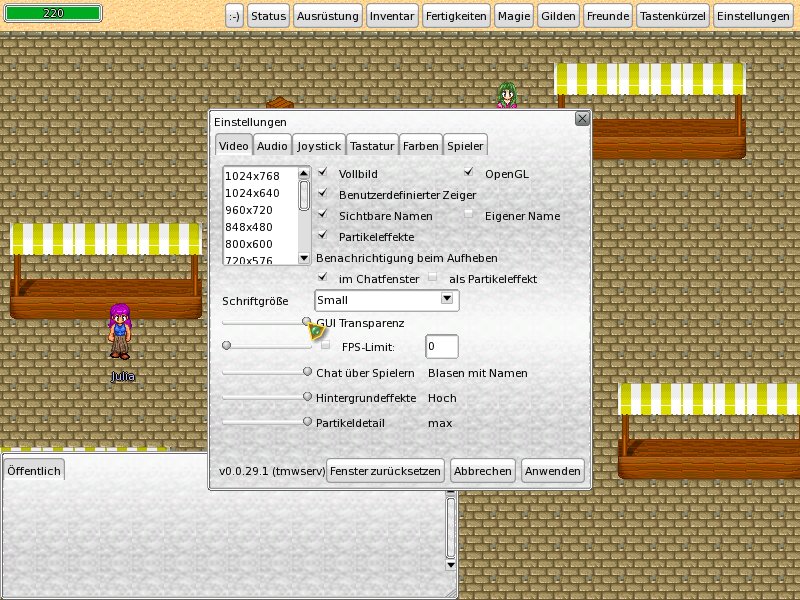 220
:-) Status Ausrüstung Inventar Fertigkeiten Magie Gilden Freunde Tastenkürzel Einstellungen
Einstellungen
Video Audio Joystick Tastatur Farben Spieler
1024x768
1024x640
960x720
848x480
800x600
720x576
Vollbild OpenGL
Benutzerdefinierter Zeiger
Sichtbare Namen Eigener Name
Partikeleffekte
Benachrichtigung beim Aufheben
im Chatfenster als Partikeleffekt
Schriftgröße Small
GUI Transparenz
FPS-Limit: 0
Chat über Spielern Blasen mit Namen
Hintergrundeffekte Hoch
Partikeldetail max
v0.0.29.1 (tmwserv) Fenster zurücksetzen Abbrechen Anwenden
Julia
Öffentlich